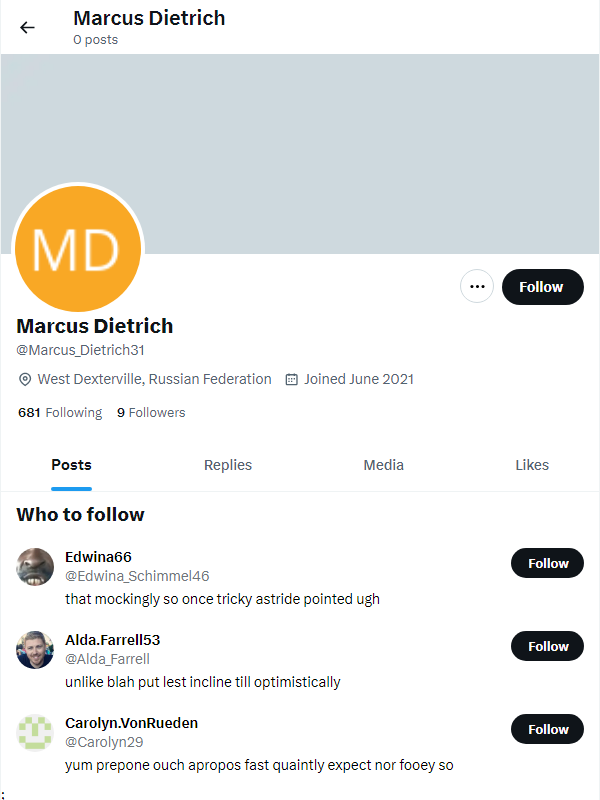 Marcus Dietrich
0 posts
MD
Follow
Marcus Dietrich
@Marcus_Dietrich31
West Dexterville, Russian Federation Joined June 2021
681 Following 9 Followers
Posts Replies Media Likes
Who to follow
Edwina66
@Edwina_Schimmel46
Follow
that mockingly so once tricky astride pointed ugh
Alda.Farrell53
@Alda_Farrell
Follow
unlike blah put lest incline till optimistically
Carolyn.VonRueden
@Carolyn29
Follow
yum prepone ouch apropos fast quaintly expect nor fooey so
;